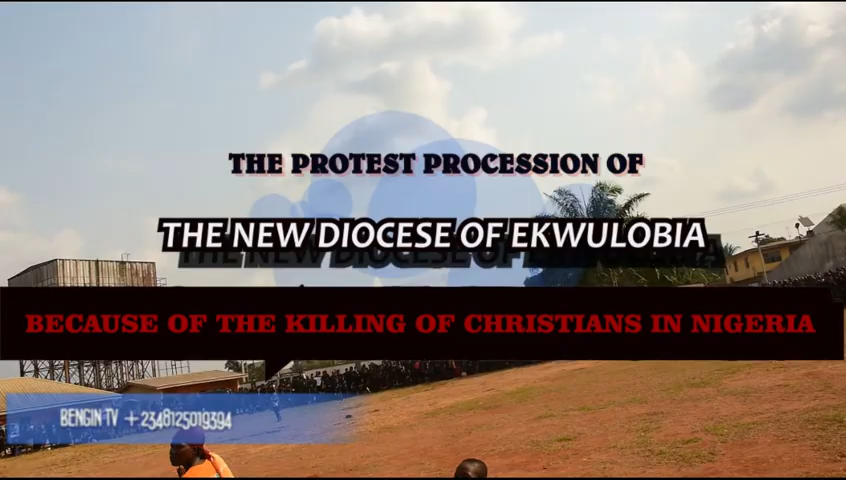 THE PROTEST PROCESSION OF
THE NEW DIOCESE OF EKWULOBIA
BECAUSE OF THE KILLING OF CHRISTIANS IN NIGERIA
BENGIN TV +2348125019394